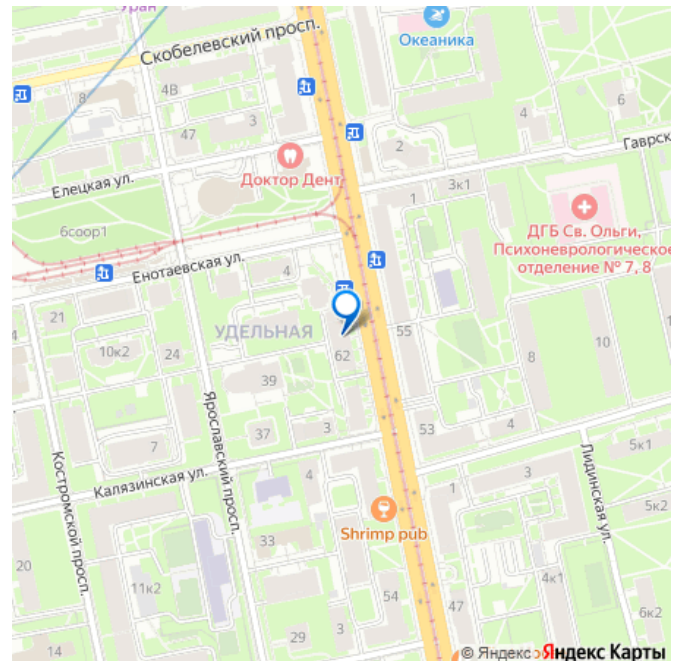 Уран
Скобелевский просп.
Океаника
8
4В
47
3
4
6
2
Гаврск
Доктор Дент
Елецкая ул.
1
3к1
ДГБ Св. Ольги,
Психоневрологическое
отделение № 7, 8
6соор1
Енотаевская ул.
4
21
УДЕЛЬНАЯ
55
10к2
24
62
8
10
39
Ярославский просп.
37
3
53
4
7
5к1
Калязинская ул.
4
1
3
Лидинская ул.
Костромской просп.
5к2
Shrimp pub
33
20
11к2
4к1
54
47
6к2
14
29
3
© Яндекс
Яндекс Карты